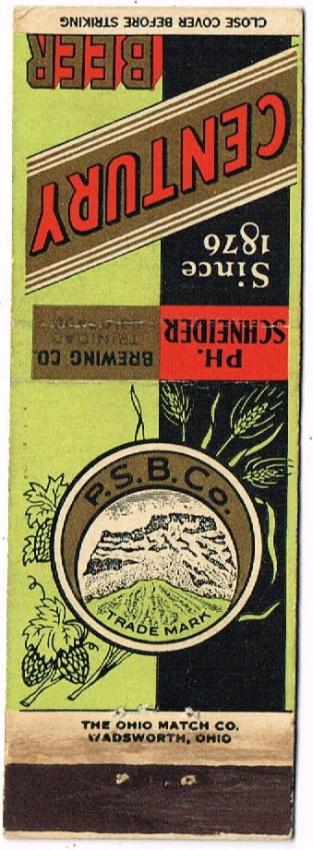 CLOSE COVER BEFORE STRIKING
BEER
CENTURY
Since
1876
PH.
SCHNEIDER
BREWING CO.
TRINIDAD
COLORADO
P.S.B.Co.
TRADE MARK
THE OHIO MATCH CO.
WADSWORTH, OHIO